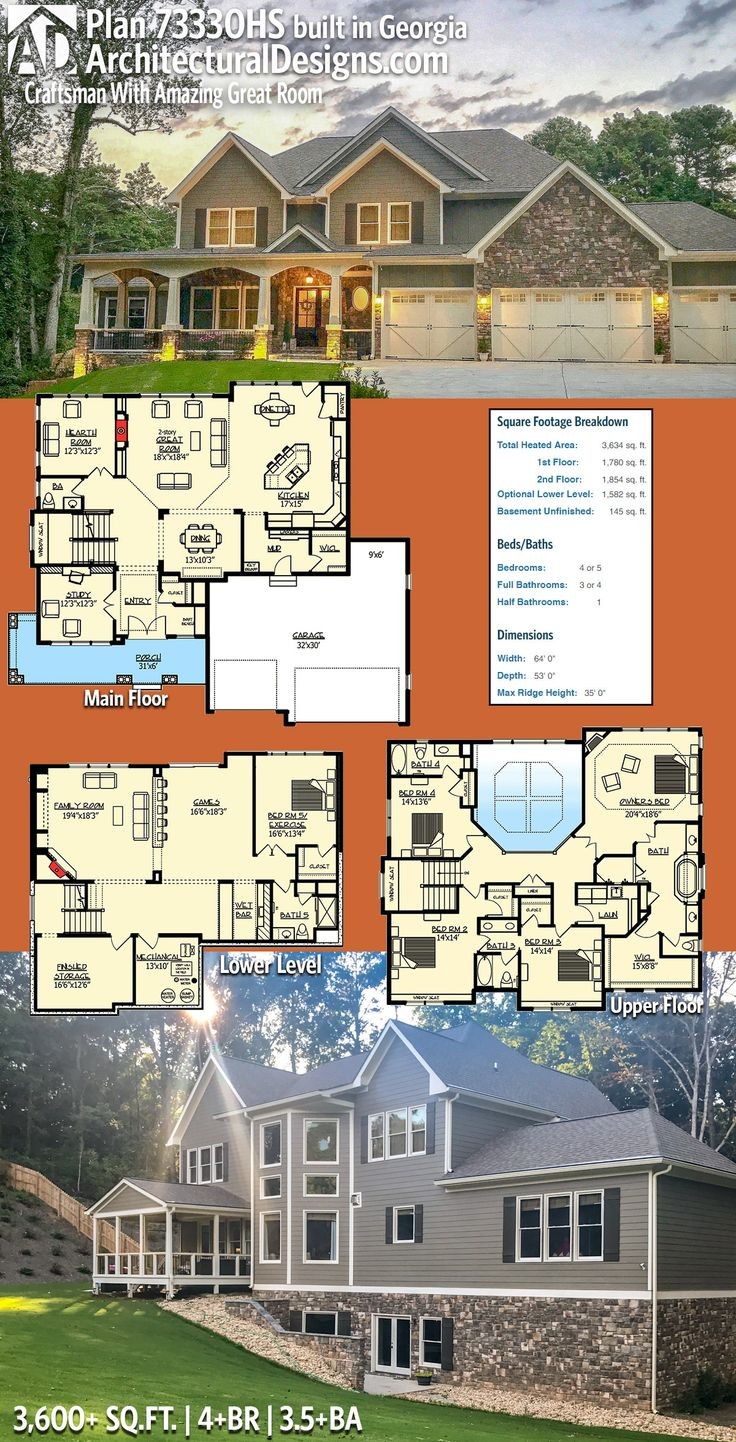 AD
Plan 73330HS built in Georgia
ArchitecturalDesigns.com
Craftsman With Amazing Great Room
HEARTH
ROOM
12'3"X12'3"
2-story
GREAT
ROOM
18'X"X18'4"
DINETTE
PANTRY
KITCHEN
17'X15'
BA
WINDOW SEAT
DINING
13'X10'3"
MUD
W.I.C.
9'X6'
STUDY
12'3"X12'3"
ENTRY
CLOSET
GARAGE
32'X30'
PORCH
31'X6'
Main Floor
Square Footage Breakdown
Total Heated Area: 3,634 sq. ft.
1st Floor: 1,780 sq. ft.
2nd Floor: 1,854 sq. ft.
Optional Lower Level: 1,582 sq. ft.
Basement Unfinished: 145 sq. ft.
Beds/Baths
Bedrooms: 4 or 5
Full Bathrooms: 3 or 4
Half Bathrooms: 1
Dimensions
Width: 64' 0"
Depth: 53' 0"
Max Ridge Height: 35' 0"
FAMILY ROOM
19'4"X18'3"
GAMES
16'6"X18'3"
BED RM 5/
EXERCISE
16'6"X13'4"
CLOSET
WET
BAR
BATH 5
FINISHED
STORAGE
16'6"X12'6"
MECHANICAL
13'X10'
Lower Level
BATH 4
BED RM 4
14'X13'6"
CLOSET
OWNERS BED
20'4"X18'6"
BATH
WINDOW SEAT
LINEN
CLOSET
CLOSET
LAUN
BED RM 2
14'X14'
BATH 3
BED RM 3
14'X14'
W.I.C.
15'X8'8"
WINDOW SEAT
WINDOW SEAT
Upper Floor
3,600+ SQ.FT. | 4+BR | 3.5+BA